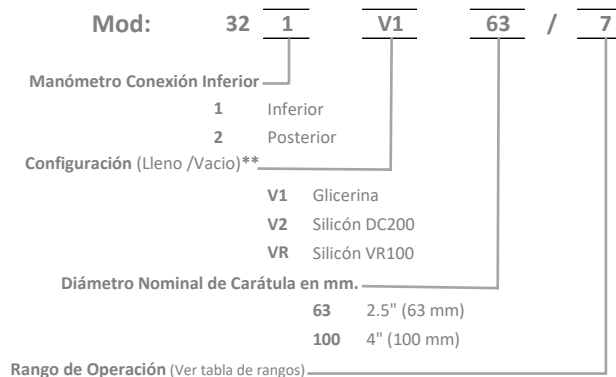 Mod: 32 1 V1 63 / 7
Manómetro Conexión Inferior
1 Inferior
2 Posterior
Configuración (Lleno /Vacio)**
V1 Glicerina
V2 Silicón DC200
VR Silicón VR100
Diámetro Nominal de Carátula en mm.
63 2.5" (63 mm)
100 4" (100 mm)
Rango de Operación (Ver tabla de rangos)